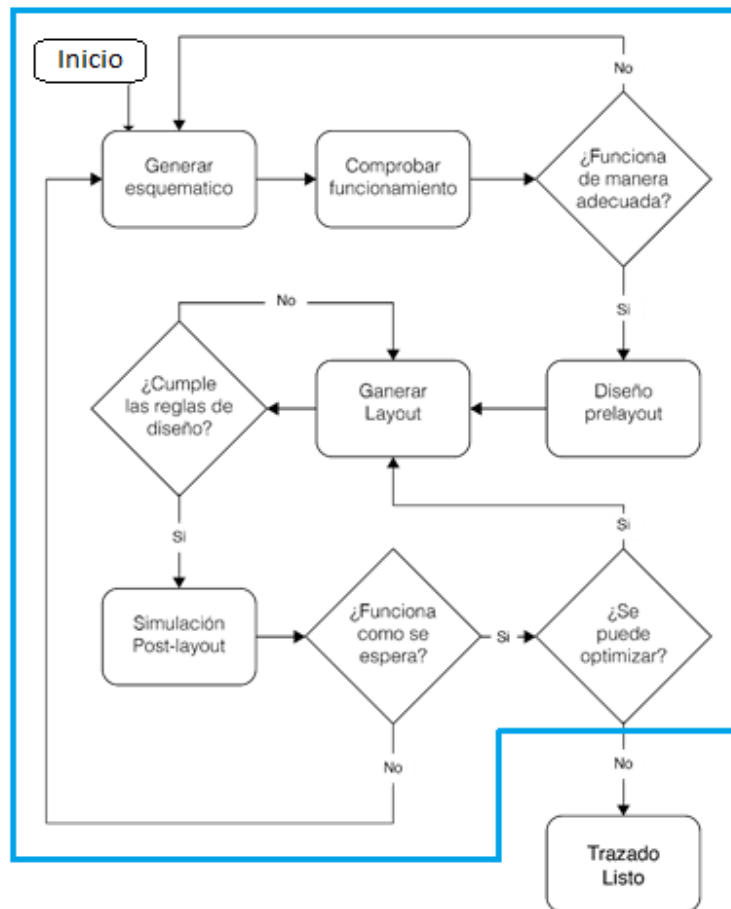 Inicio
No
Generar
esquematico
Comprobar
funcionamiento
¿Funciona
de manera
adecuada?
Si
No
¿Cumple
las reglas de
diseño?
Ganerar
Layout
Diseño
prelayout
Si
Si
Simulación
Post-layout
¿Funciona
como se
espera?
Si
¿Se
puede
optimizar?
No
No
Trazado
Listo